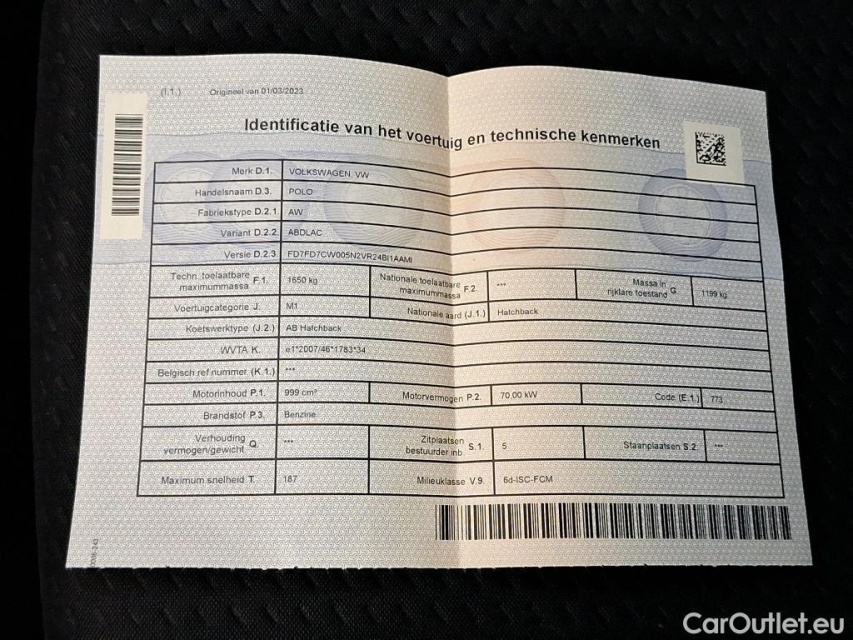 (I.1.) Origineel van 01/03/2023
Identificatie van het voertuig en technische kenmerken
Merk D.1. VOLKSWAGEN, VW
Handelsnaam D.3. POLO
Fabriekstype D.2.1. AW
Variant D.2.2. ABDLAC
Versie D.2.3. FD7FD7CW005N2VR24BI1AAMI
Techn. toelaatbare maximummassa F.1. 1650 kg Nationale toelaatbare maximummassa F.2. --- Massa in rijklare toestand G 1199 kg
Voertuigcategorie J. M1 Nationale aard (J.1.) Hatchback
Koetswerktype (J.2.) AB Hatchback
WVTA K. e1*2007/46*1783*34
Belgisch ref nummer (K.1.) ---
Motorinhoud P.1. 999 cm³ Motorvermogen P.2. 70,00 kW Code (E.1.) 773
Brandstof P.3. Benzine
Verhouding vermogen/gewicht Q. --- Zitplaatsen bestuurder inb. S.1. 5 Staanplaatsen S.2. ---
Maximum snelheid T. 187 Milieuklasse V.9. 6d-ISC-FCM
CarOutlet.eu